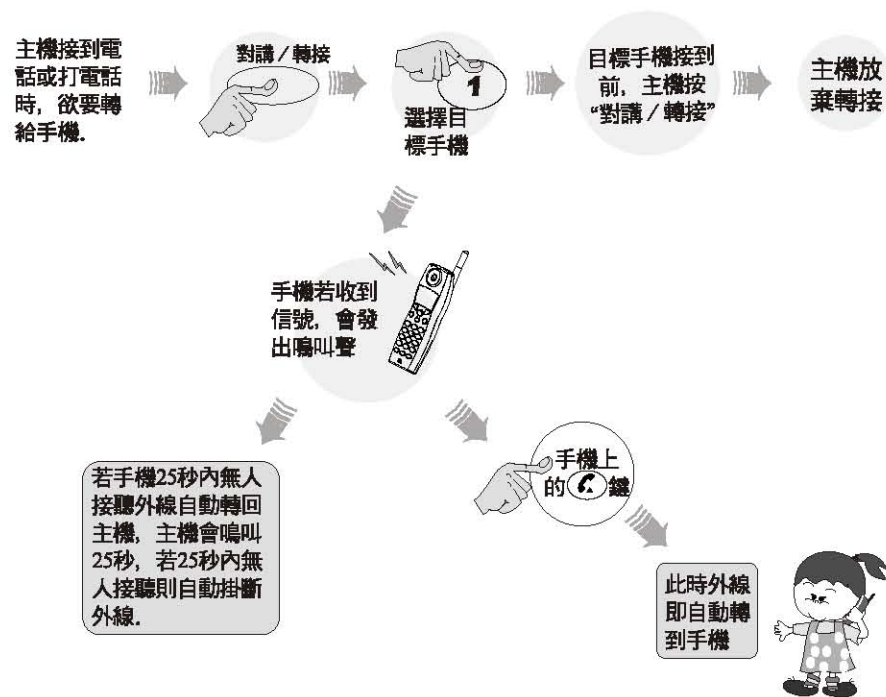 主機接到電
話或打電話
時，欲要轉
給手機.
對講／轉接
1
選擇目
標手機
目標手機接到
前，主機按
“對講／轉接”
主機放
棄轉接
手機若收到
信號，會發
出鳴叫聲
若手機25秒內無人
接聽外線自動轉回
主機，主機會鳴叫
25秒，若25秒內無
人接聽則自動掛斷
外線.
手機上
的鍵
此時外線
即自動轉
到手機